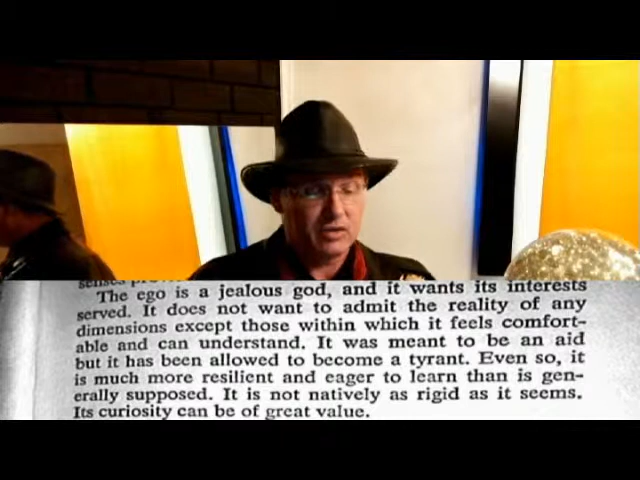 The ego is a jealous god, and it wants its interests
served. It does not want to admit the reality of any
dimensions except those within which it feels comfort-
able and can understand. It was meant to be an aid
but it has been allowed to become a tyrant. Even so, it
is much more resilient and eager to learn than is gen-
erally supposed. It is not natively as rigid as it seems.
Its curiosity can be of great value.